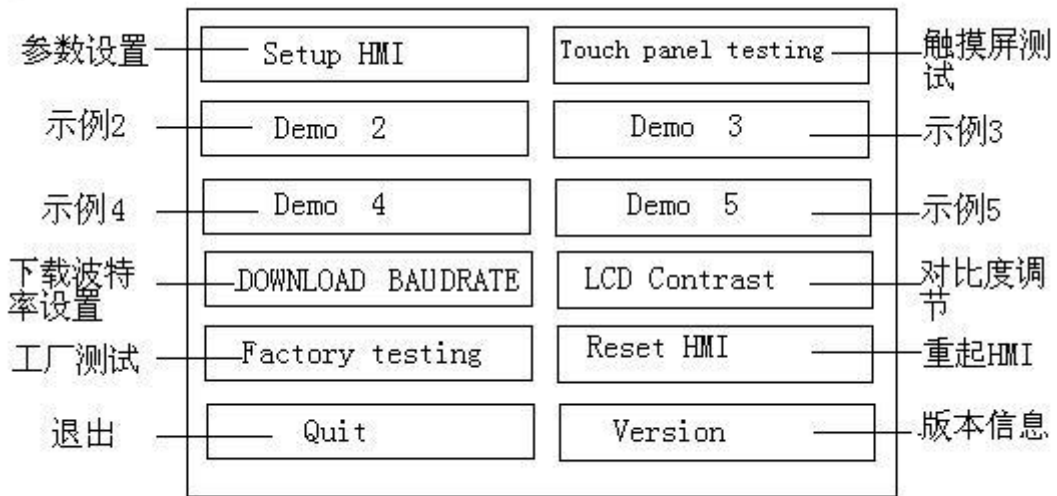 参数设置
Setup HMI
Touch panel testing
触摸屏测
试
示例2
Demo 2
Demo 3
示例3
示例4
Demo 4
Demo 5
示例5
下载波特
率设置
DOWNLOAD BAUDRATE
LCD Contrast
对比度调
节
工厂测试
Factory testing
Reset HMI
重起HMI
退出
Quit
Version
版本信息